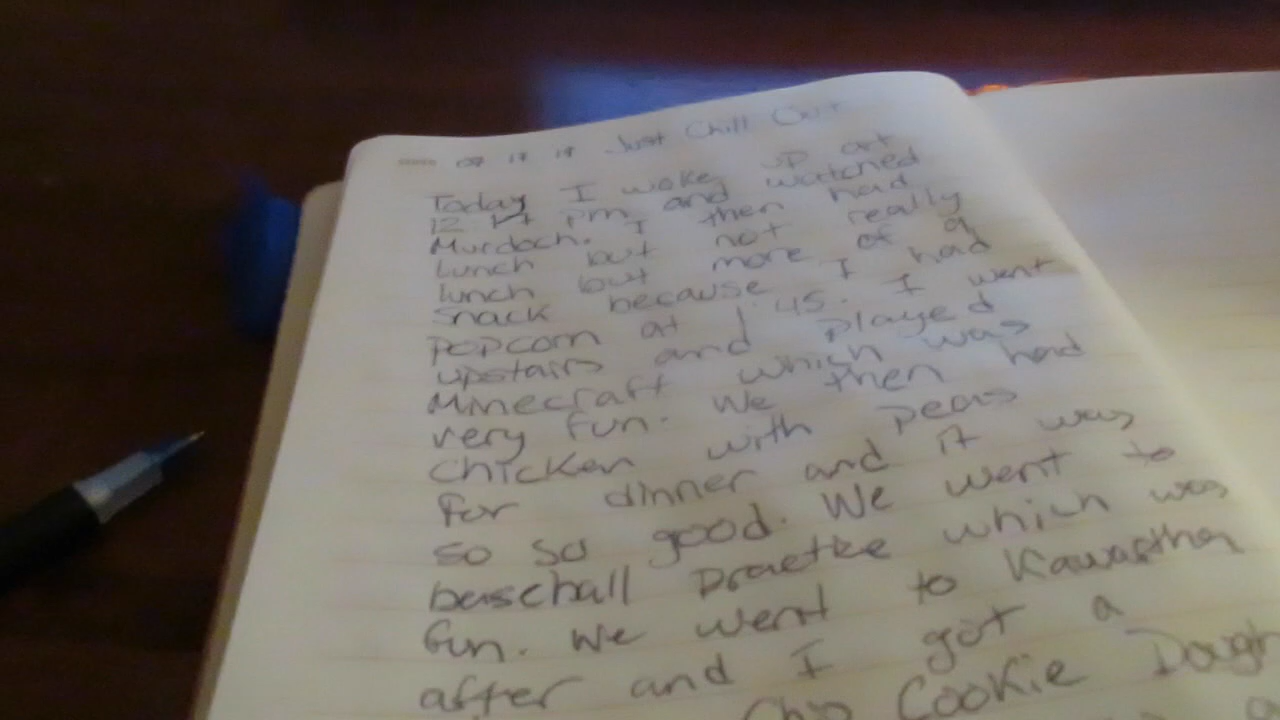 Just Chill Out
Today I woke up at
12 pm and watched
Murdoch. I then had
lunch but not really
lunch but more of a
snack because I had
popcorn at 1:45. I went
upstairs and played
Minecraft which was
very fun. We then had
chicken with peas
for dinner and it was
so so good. We went to
baseball practice which was
fun. We went to Kawartha
after and I got a
Chip Cookie Dough